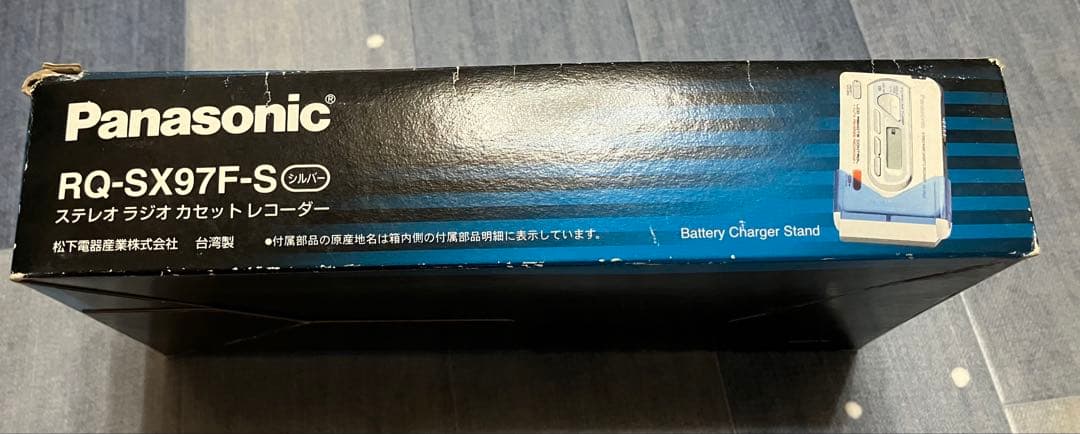 Panasonic®
RQ-SX97F-S シルバー
ステレオ ラジオ カセット レコーダー
松下電器産業株式会社 台湾製 ●付属部品の原産地名は箱内側の付属部品明細に表示しています。
Battery Charger Stand
Panasonic